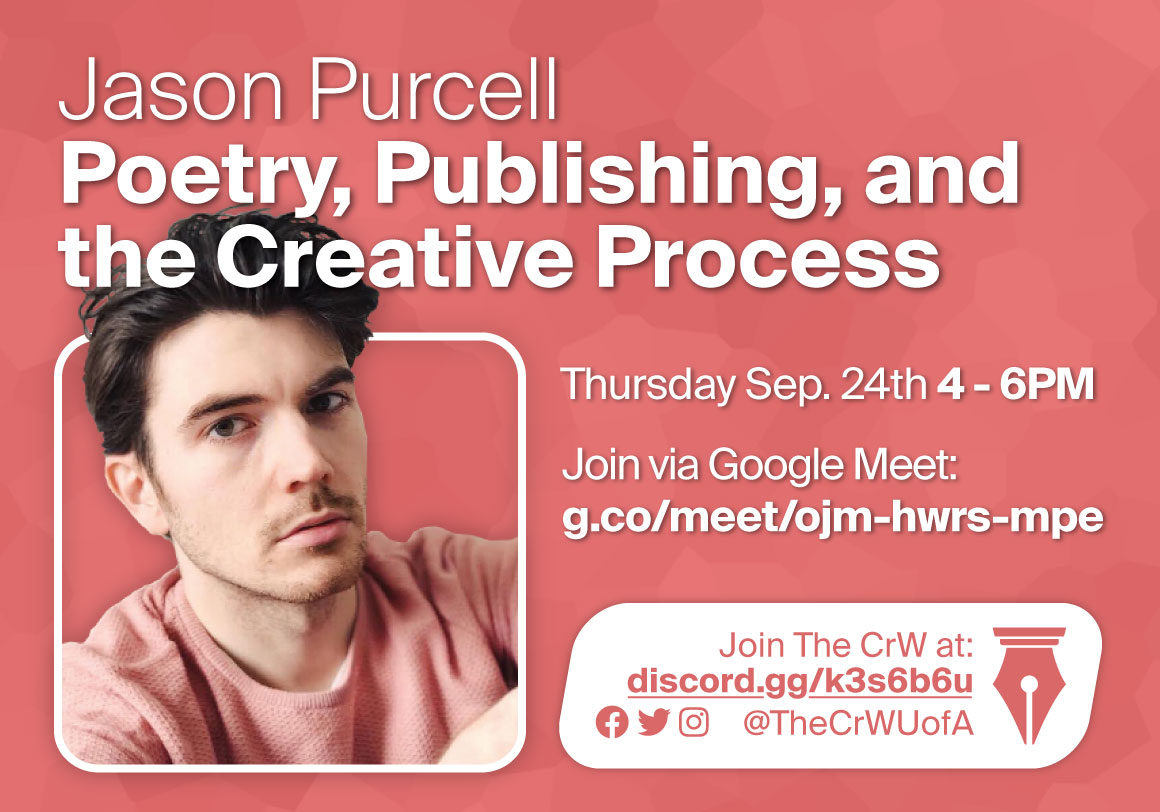 Jason Purcell
Poetry, Publishing, and
the Creative Process
Thursday Sep. 24th 4 - 6PM
Join via Google Meet:
g.co/meet/ojm-hwrs-mpe
Join The CrW at:
discord.gg/k3s6b6u
@TheCrWUofA